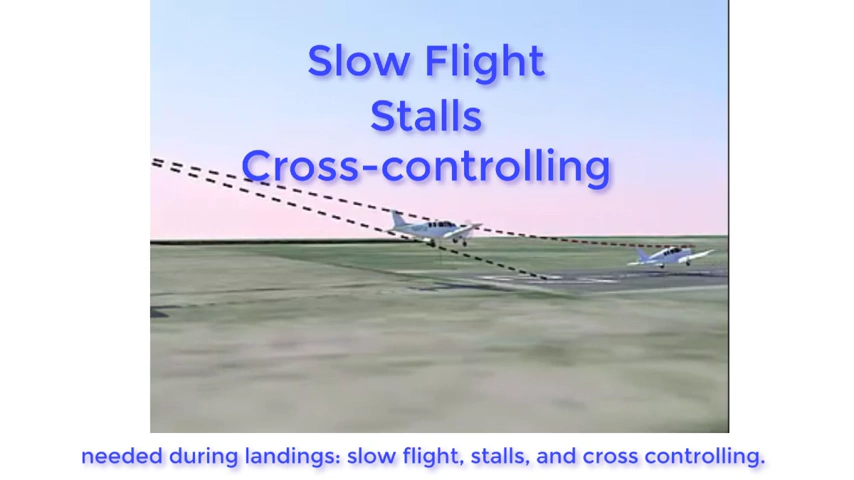 Slow Flight
Stalls
Cross-controlling
needed during landings: slow flight, stalls, and cross controlling.